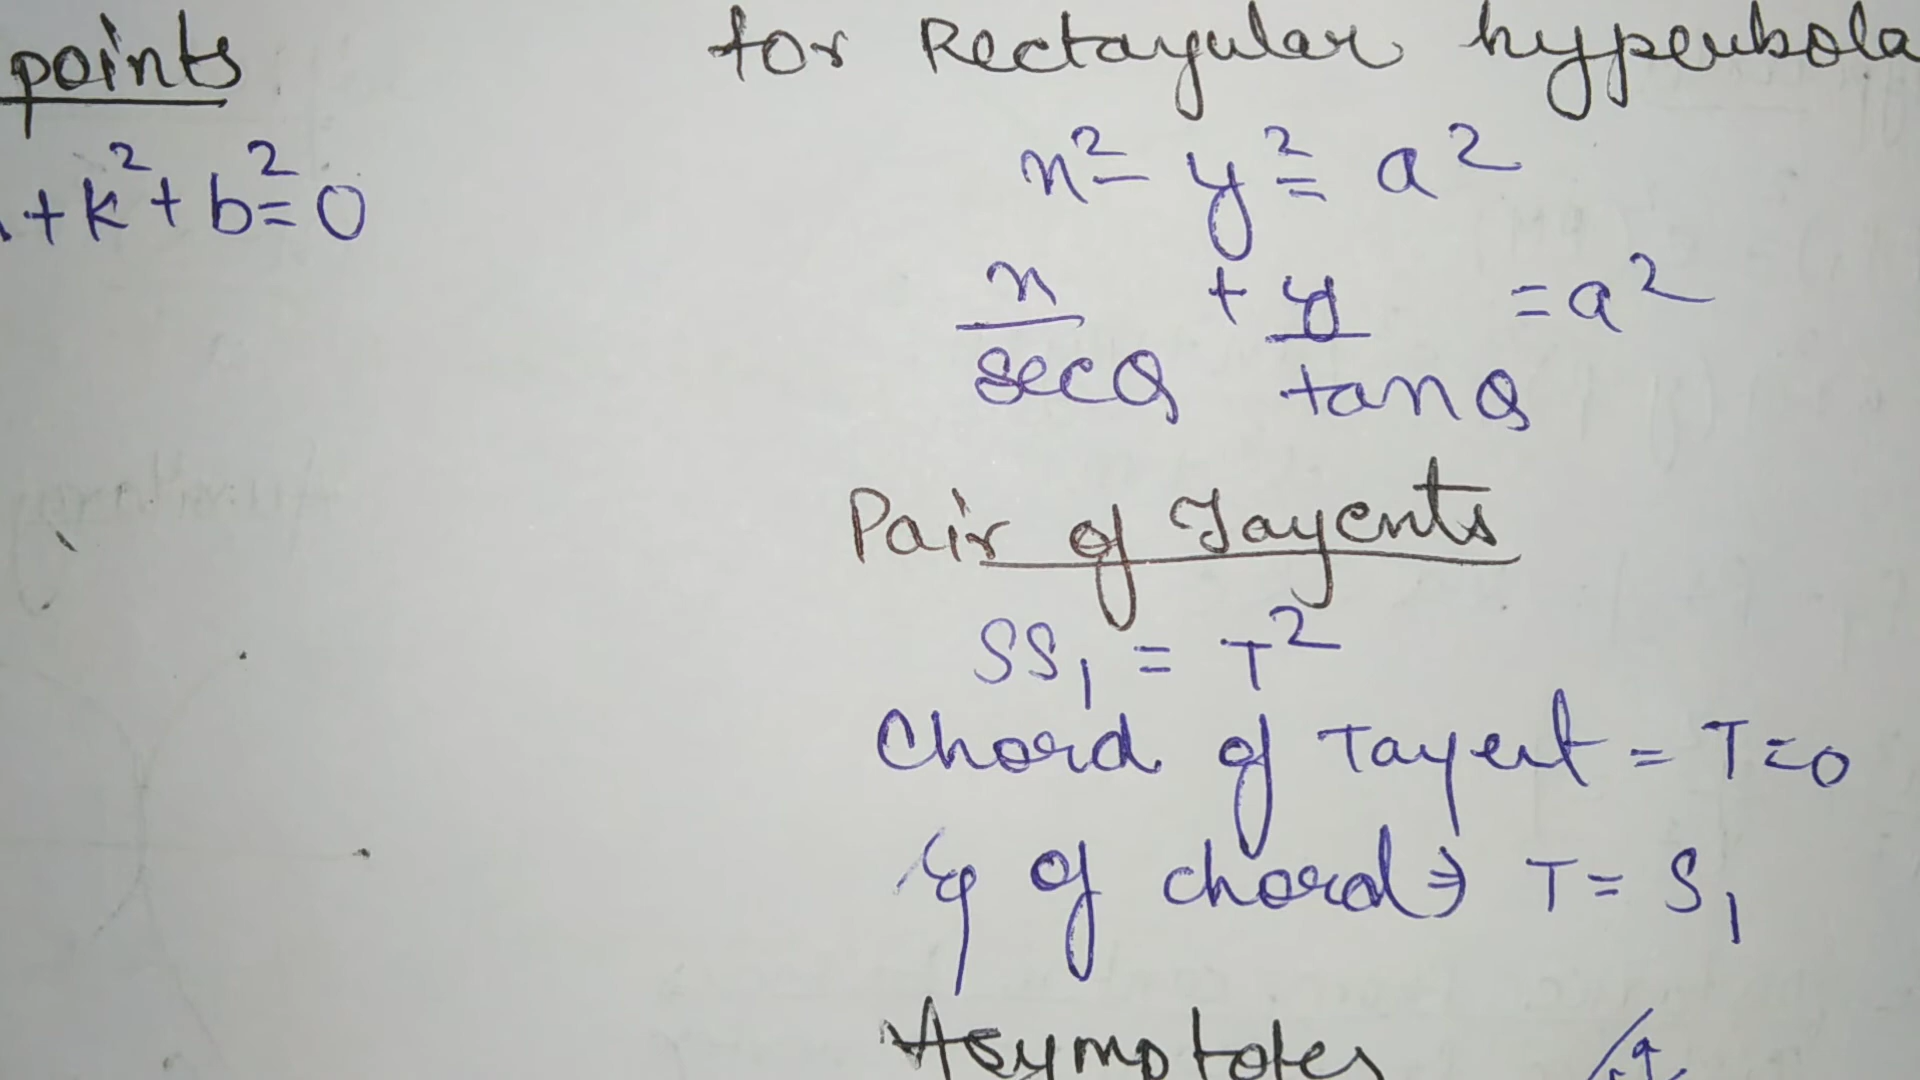 points
+k²+b²=0
for Rectangular hyperbola
x²-y²=a²
x/secθ + y/tanθ =a²
Pair of Tangents
SS₁ = T²
Chord of Tangent = T=0
Eq of chord ⇒ T= S₁
Asymptotes